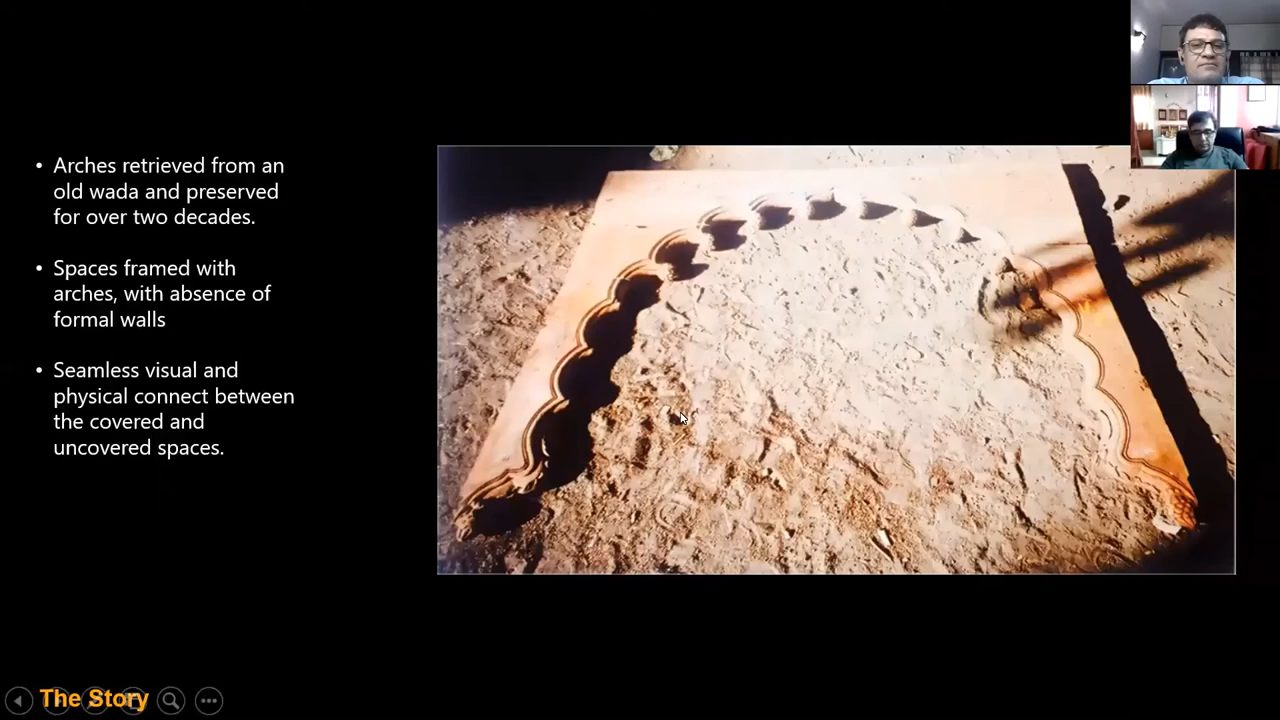 • Arches retrieved from an
old wada and preserved
for over two decades.
• Spaces framed with
arches, with absence of
formal walls
• Seamless visual and
physical connect between
the covered and
uncovered spaces.
The Story